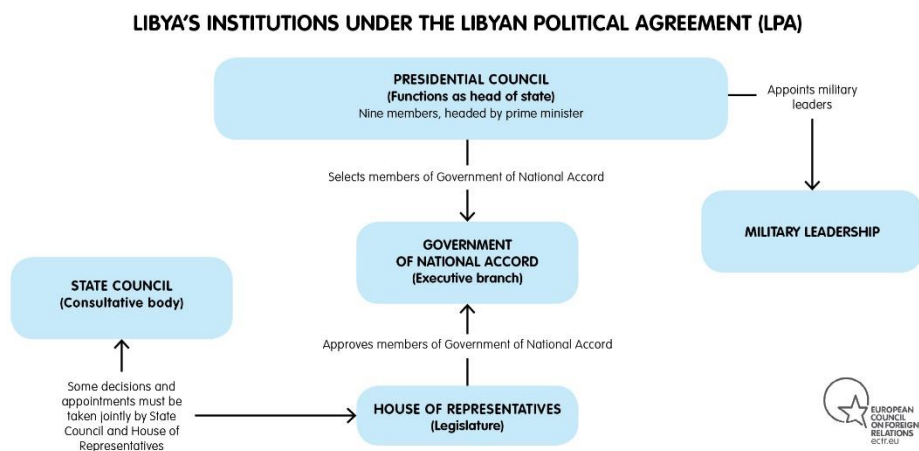 LIBYA'S INSTITUTIONS UNDER THE LIBYAN POLITICAL AGREEMENT (LPA)
PRESIDENTIAL COUNCIL
(Functions as head of state)
Nine members, headed by prime minister
Appoints military
leaders
Selects members of Government of National Accord
MILITARY LEADERSHIP
GOVERNMENT
OF NATIONAL ACCORD
(Executive branch)
STATE COUNCIL
(Consultative body)
Approves members of Government of National Accord
Some decisions and
appointments must be
taken jointly by State
Council and House of
Representatives
HOUSE OF REPRESENTATIVES
(Legislature)
EUROPEAN
COUNCIL
ON FOREIGN
RELATIONS
ecfr.eu